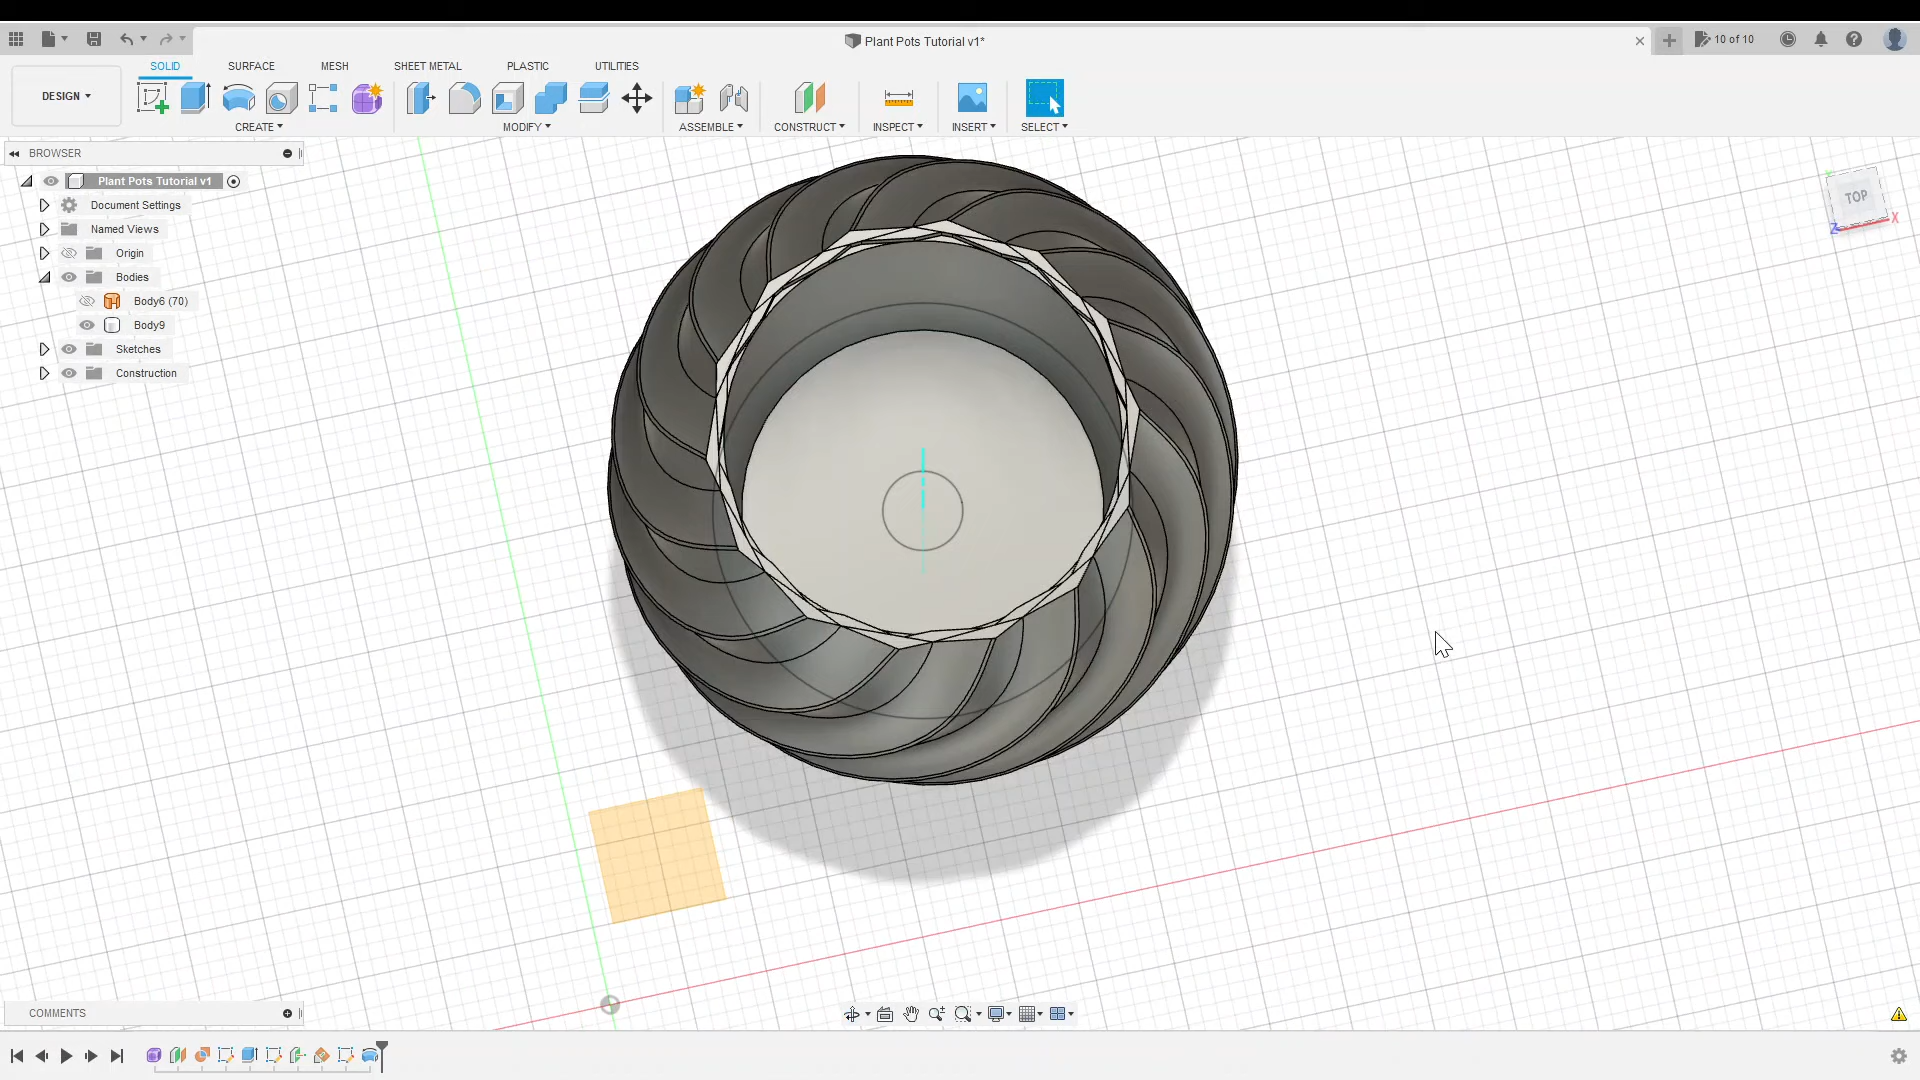 Plant Pots Tutorial v1*
10 of 10
DESIGN
SOLID
SURFACE
MESH
SHEET METAL
PLASTIC
UTILITIES
CREATE
MODIFY
ASSEMBLE
CONSTRUCT
INSPECT
INSERT
SELECT
BROWSER
Plant Pots Tutorial v1
Document Settings
Named Views
Origin
Bodies
Body6 (70)
Body9
Sketches
Construction
TOP
X
Z
COMMENTS